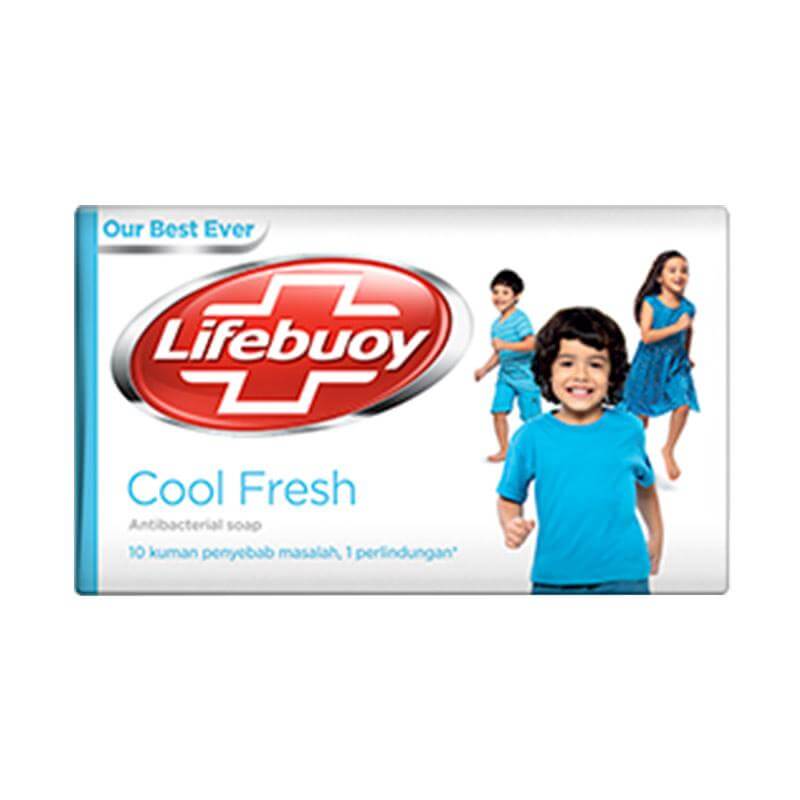 Our Best Ever
Lifebuoy
Cool Fresh
Antibacterial soap
10 kuman penyebab masalah, 1 perlindungan*